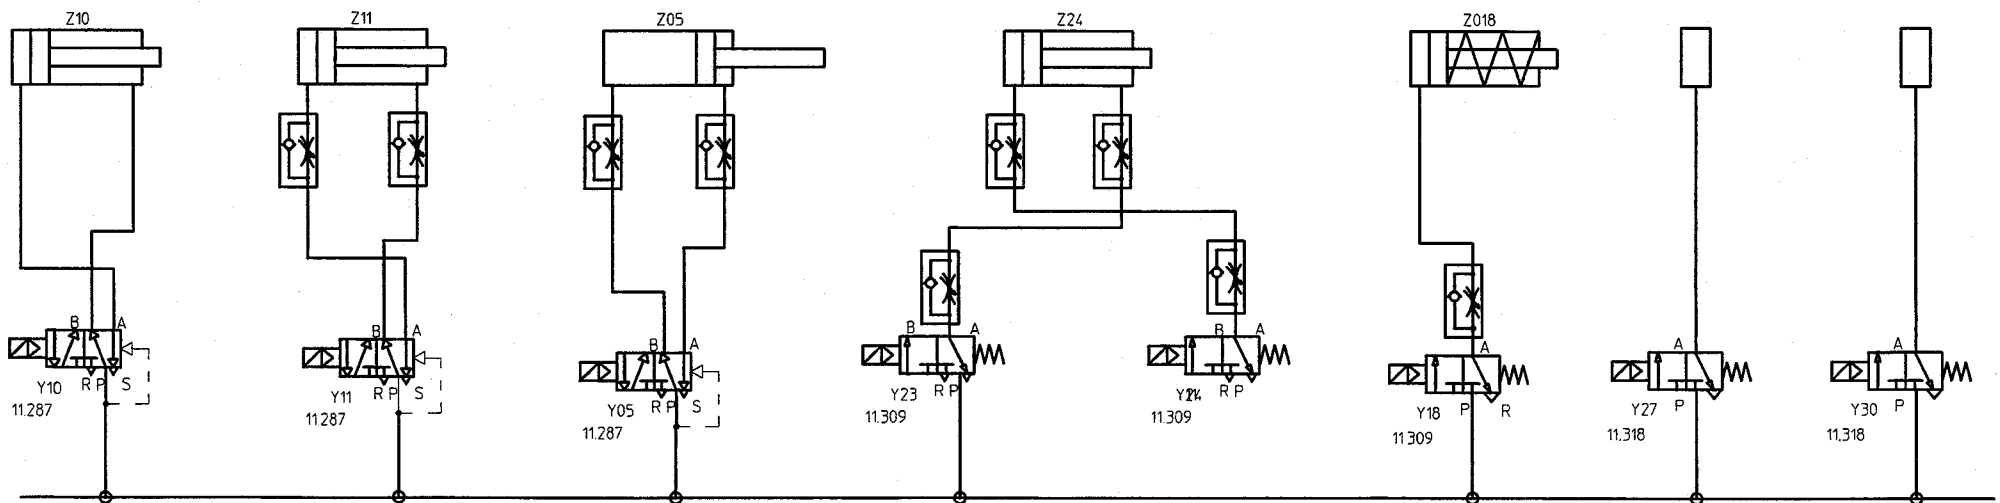 Z10
Z11
Z05
Z24
Z018
B A
R P S
Y10
11.287
B A
R P S
Y11
11.287
B A
R P S
Y05
11.287
B A
R P
Y23
11.309
B A
R P
11.309
A
P R
Y18
11.309
A
P
Y27
11.318
A
P
Y30
11.318